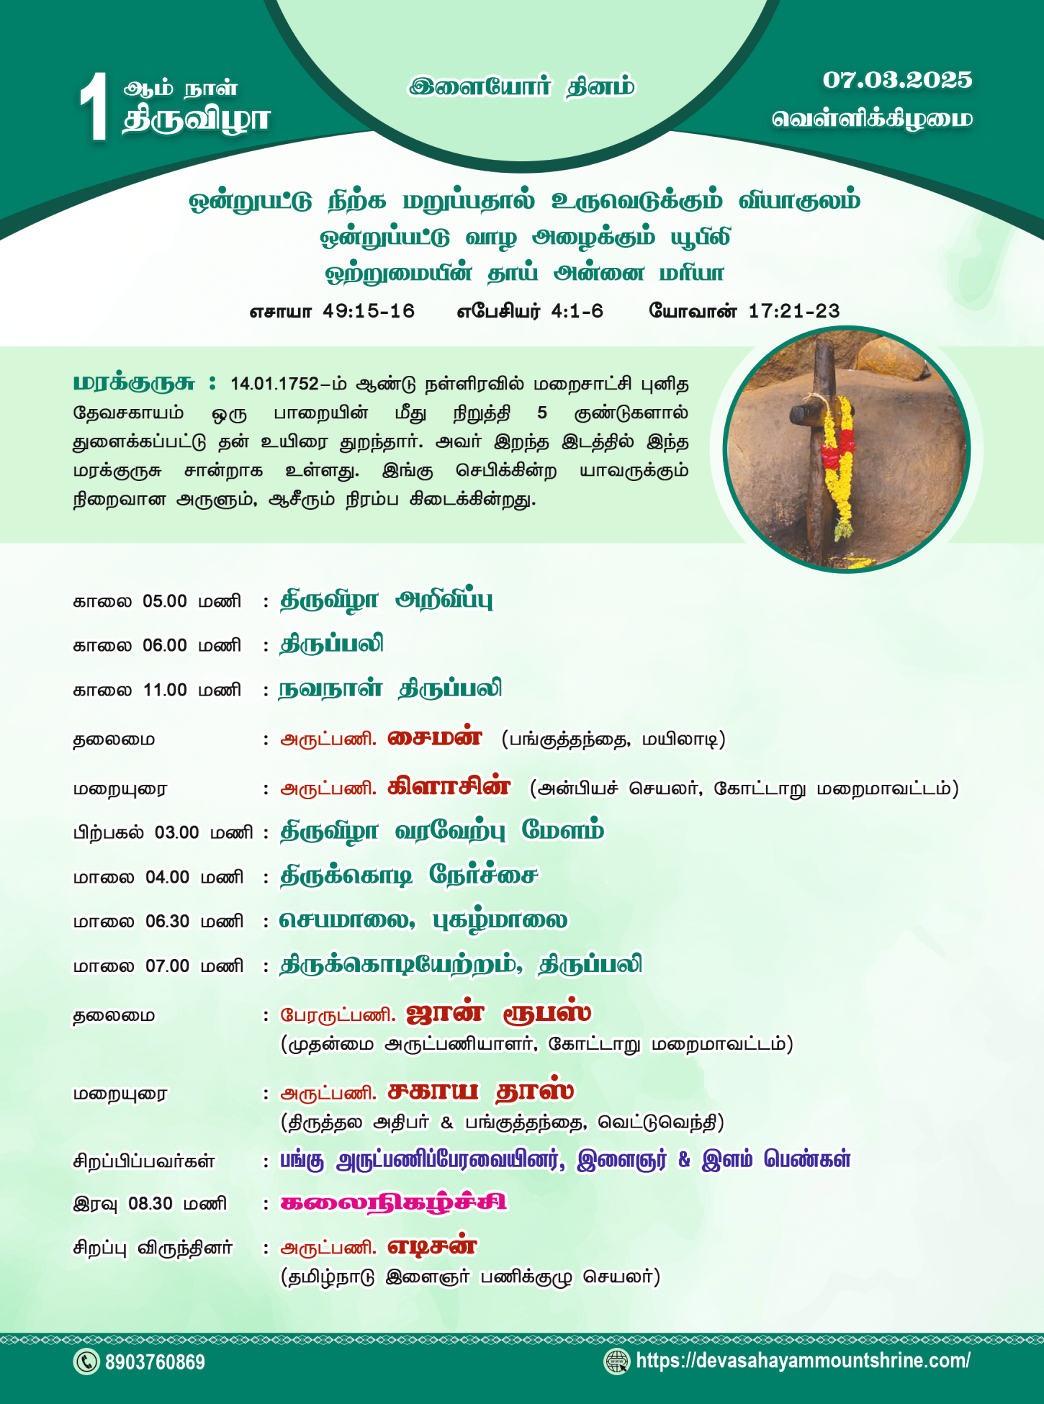 1 ஆம் நாள்
திருவிழா
இளையோர் தினம்
07.03.2025
வெள்ளிக்கிழமை
ஒன்றுபட்டு நிற்க மறுப்பதால் உருவெடுக்கும் வியாகுலம்
ஒன்றுப்பட்டு வாழ அழைக்கும் யூபிலி
ஒற்றுமையின் தாய் அன்னை மரியா
எசாயா 49:15-16 எபேசியர் 4:1-6 யோவான் 17:21-23
மரக்குருசு : 14.01.1752-ம் ஆண்டு நள்ளிரவில் மறைசாட்சி புனித
தேவசகாயம் ஒரு பாறையின் மீது நிறுத்தி 5 குண்டுகளால்
துளைக்கப்பட்டு தன் உயிரை துறந்தார். அவர் இறந்த இடத்தில் இந்த
மரக்குருசு சான்றாக உள்ளது. இங்கு செபிக்கின்ற யாவருக்கும்
நிறைவான அருளும், ஆசீரும் நிரம்ப கிடைக்கின்றது.
காலை 05.00 மணி : திருவிழா அறிவிப்பு
காலை 06.00 மணி : திருப்பலி
காலை 11.00 மணி : நவநாள் திருப்பலி
தலைமை : அருட்பணி. சைமன் (பங்குத்தந்தை, மயிலாடி)
மறையுரை : அருட்பணி. கிளாசின் (அன்பியச் செயலர், கோட்டாறு மறைமாவட்டம்)
பிற்பகல் 03.00 மணி : திருவிழா வரவேற்பு மேளம்
மாலை 04.00 மணி : திருக்கொடி நேர்ச்சை
மாலை 06.30 மணி : செபமாலை, புகழ்மாலை
மாலை 07.00 மணி : திருக்கொடியேற்றம், திருப்பலி
தலைமை : பேரருட்பணி. ஜான் ரூபஸ்
(முதன்மை அருட்பணியாளர், கோட்டாறு மறைமாவட்டம்)
மறையுரை : அருட்பணி. சகாய தாஸ்
(திருத்தல அதிபர் & பங்குத்தந்தை, வெட்டுவெந்தி)
சிறப்பிப்பவர்கள் : பங்கு அருட்பணிப்பேரவையினர், இளைஞர் & இளம் பெண்கள்
இரவு 08.30 மணி : கலைநிகழ்ச்சி
சிறப்பு விருந்தினர் : அருட்பணி. எடிசன்
(தமிழ்நாடு இளைஞர் பணிக்குழு செயலர்)
8903760869 https://devasahayammountshrine.com/